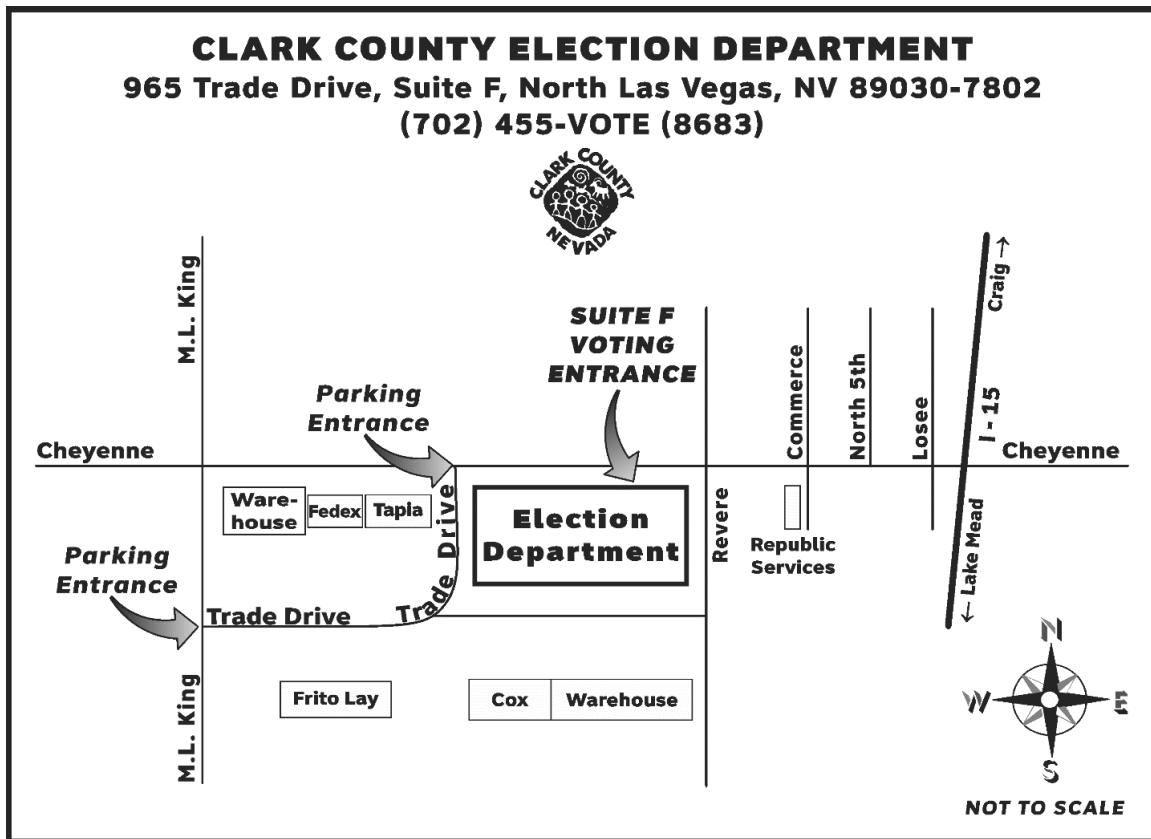 CLARK COUNTY ELECTION DEPARTMENT
965 Trade Drive, Suite F, North Las Vegas, NV 89030-7802
(702) 455-VOTE (8683)
CLARK COUNTY
NEVADA
M.L. King
SUITE F
VOTING
ENTRANCE
Parking
Entrance
Commerce
North 5th
Losee
I - 15
Craig →
Cheyenne
Cheyenne
Ware-
house
Fedex
Tapia
Trade Drive
Election
Department
Revere
Republic
Services
← Lake Mead
Parking
Entrance
Trade Drive
M.L. King
Frito Lay
Cox
Warehouse
N
W
E
S
NOT TO SCALE